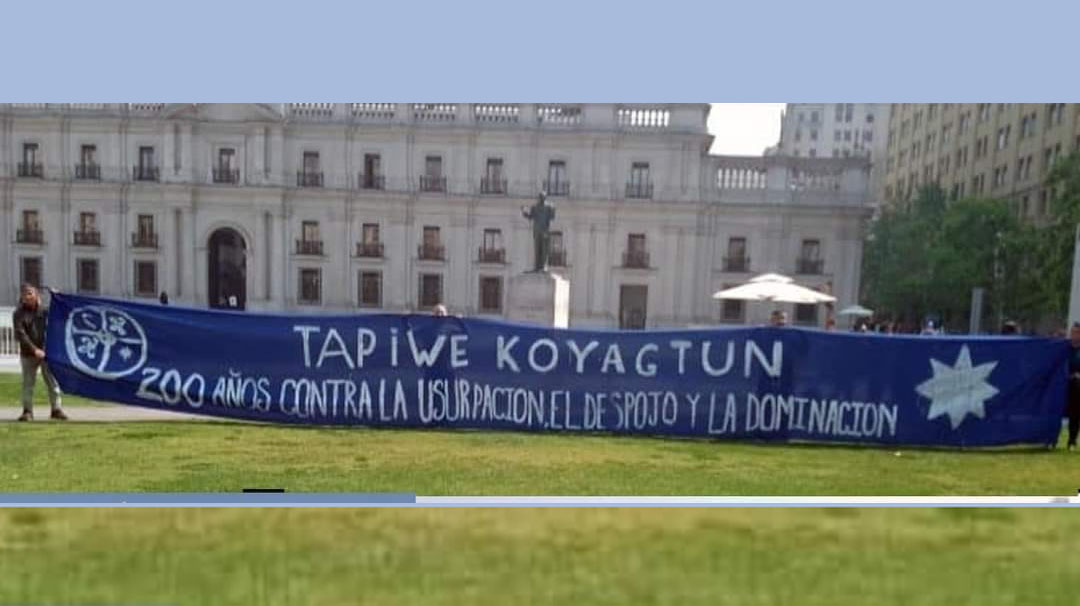 TAPIWE KOYAGTUN
200 AÑOS CONTRA LA USURPACION, EL DESPOJO Y LA DOMINACION